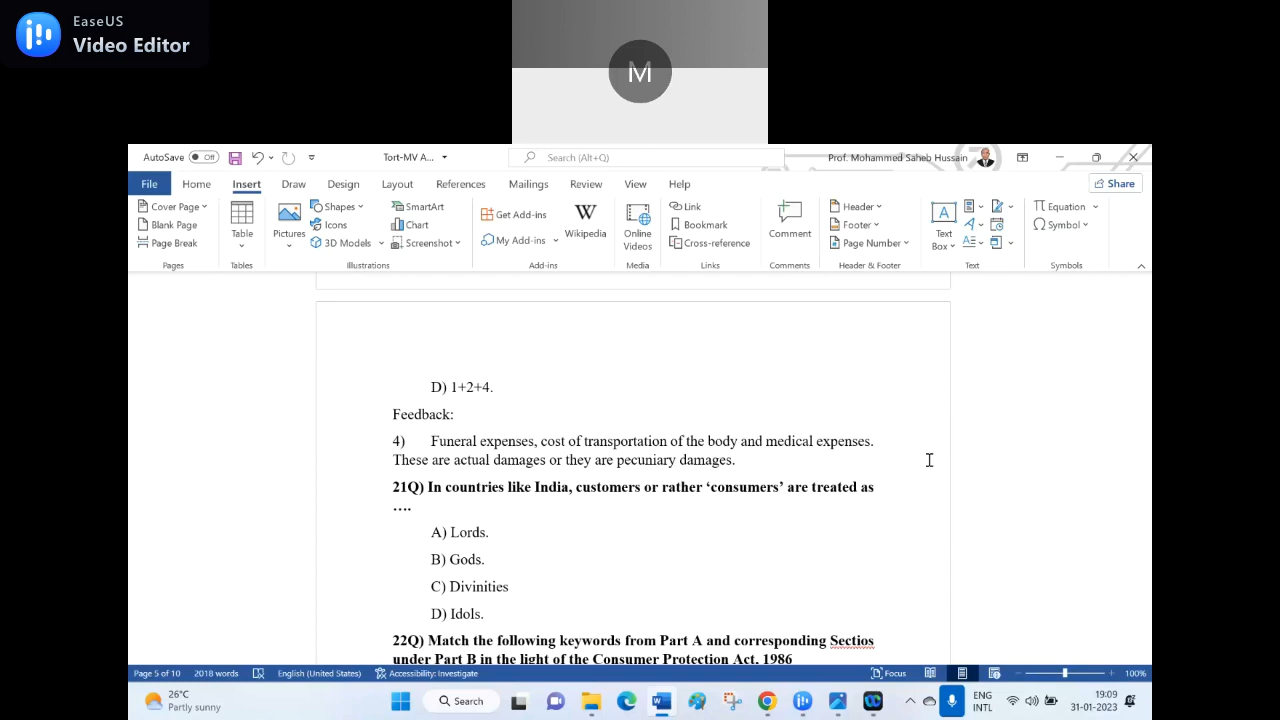 EaseUS
Video Editor
M
AutoSave Off Tort-MV A... Search (Alt+Q) Prof. Mohammed Saheb Hussain
File Home Insert Draw Design Layout References Mailings Review View Help Share
Cover Page Blank Page Page Break Pages
Table Tables
Pictures Shapes Icons 3D Models SmartArt Chart Screenshot Illustrations
Get Add-ins My Add-ins Wikipedia Add-ins
Online Videos Media
Link Bookmark Cross-reference Links
Comment Comments
Header Footer Page Number Header & Footer
Text Box Text
Equation Symbol Symbols
D) 1+2+4.
Feedback:
4) Funeral expenses, cost of transportation of the body and medical expenses.
These are actual damages or they are pecuniary damages.
21Q) In countries like India, customers or rather ‘consumers’ are treated as
….
A) Lords.
B) Gods.
C) Divinities
D) Idols.
22Q) Match the following keywords from Part A and corresponding Sectios
under Part B in the light of the Consumer Protection Act, 1986
Page 5 of 10 2018 words English (United States) Accessibility: Investigate Focus 100%
26°C
Partly sunny
Search
ENG
INTL
19:09
31-01-2023